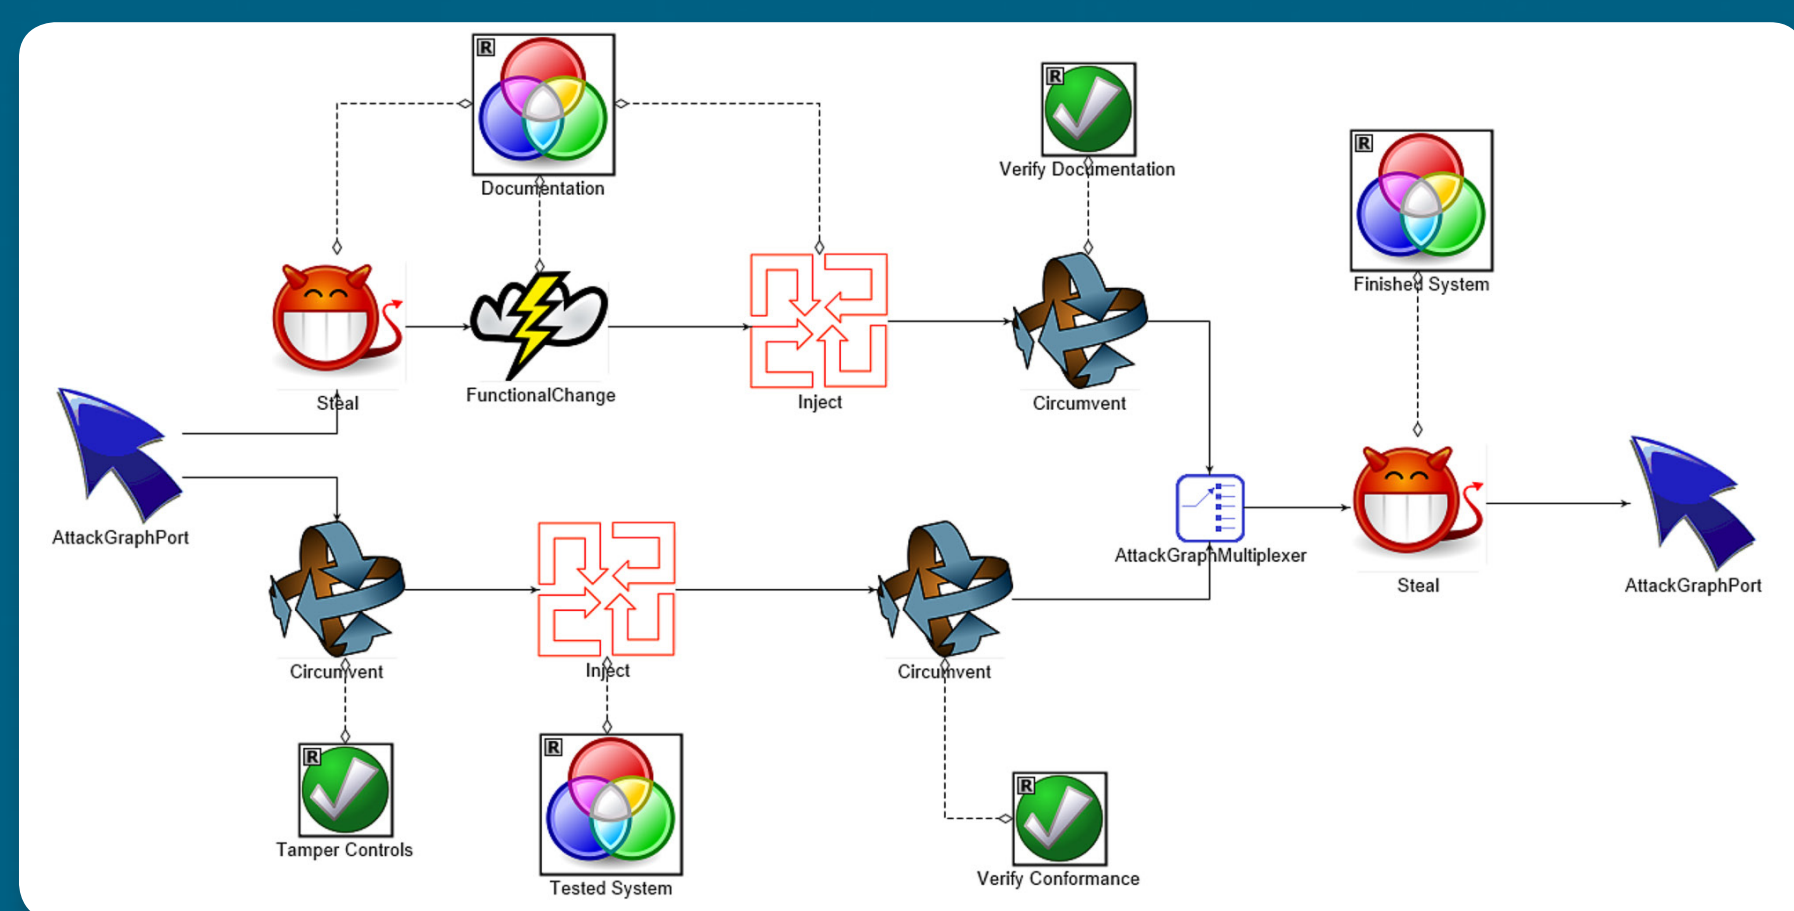 R
Documentation
R
Verify Documentation
R
Finished System
Steal
FunctionalChange
Inject
Circumvent
AttackGraphPort
AttackGraphMultiplexer
Steal
AttackGraphPort
Circumvent
Inject
Circumvent
R
Tamper Controls
R
Tested System
R
Verify Conformance